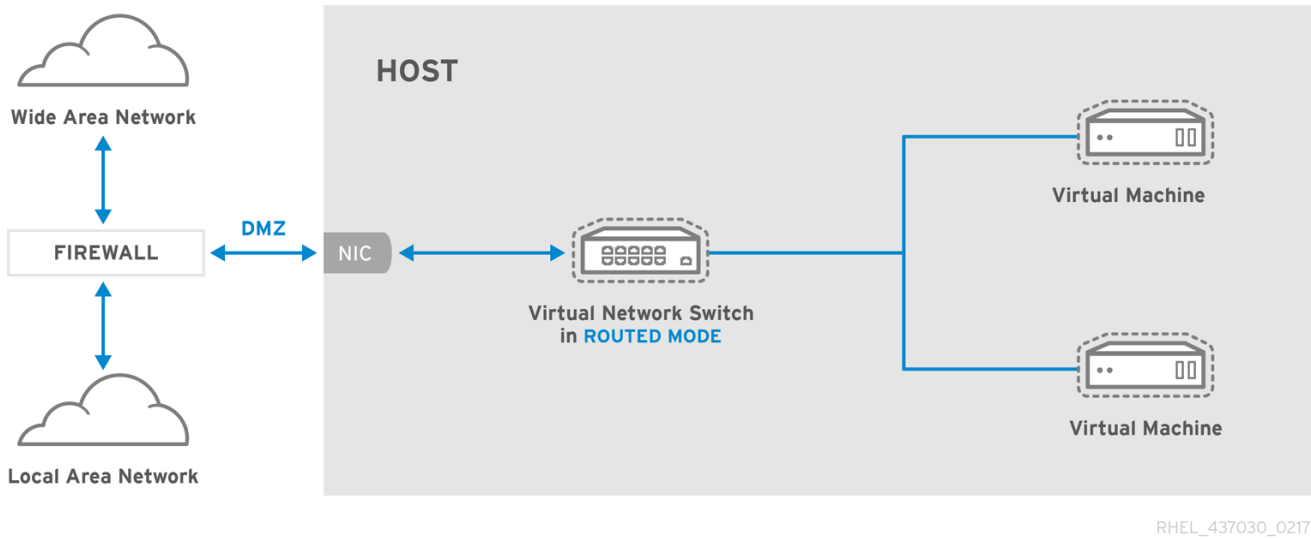 HOST
Wide Area Network
Virtual Machine
DMZ
FIREWALL
NIC
Virtual Network Switch
in ROUTED MODE
Virtual Machine
Local Area Network
RHEL_437030_0217